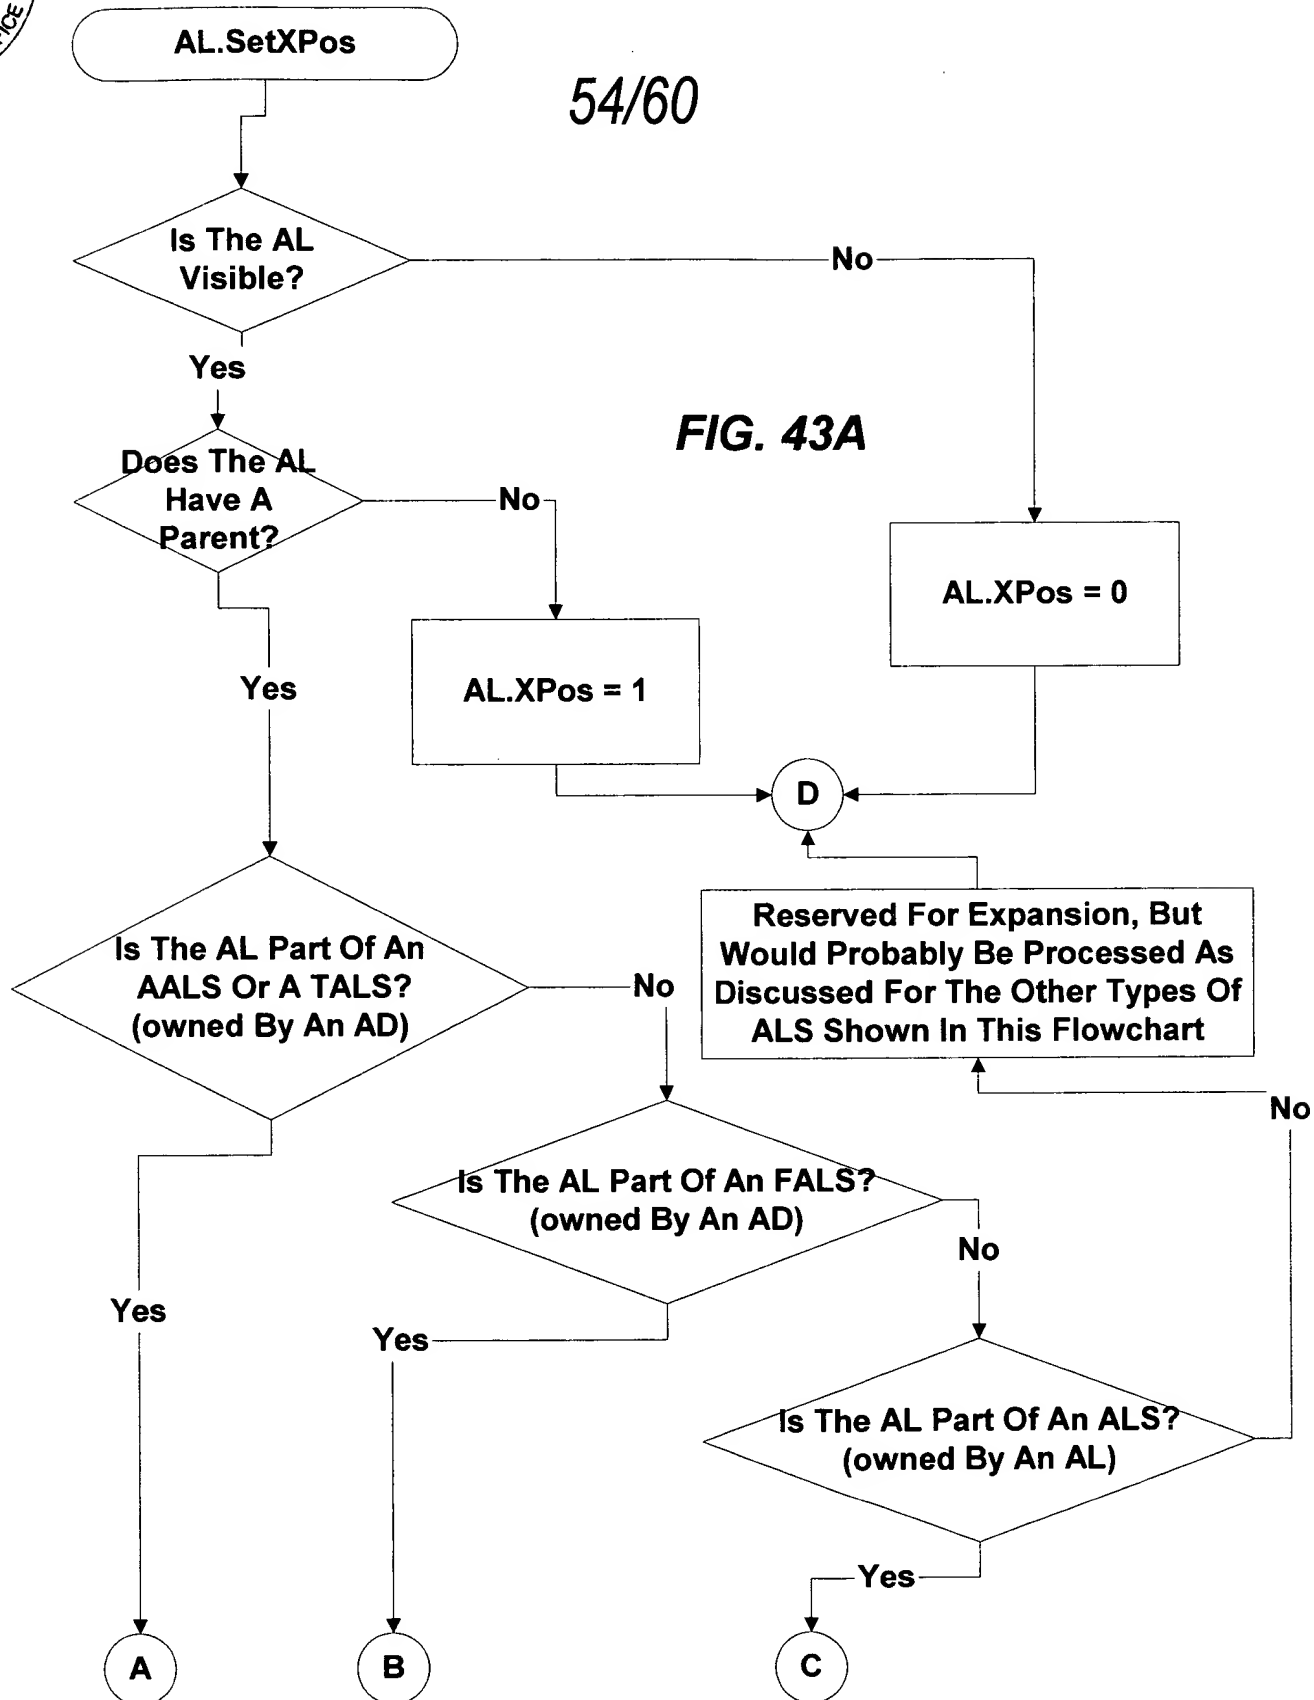 AL.SetXPos
54/60
Is The AL
Visible?
No
Yes
FIG. 43A
Does The AL
Have A
Parent?
No
AL.XPos = 0
Yes
AL.XPos = 1
D
Reserved For Expansion, But
Would Probably Be Processed As
Discussed For The Other Types Of
ALS Shown In This Flowchart
Is The AL Part Of An
AALS Or A TALS?
(owned By An AD)
No
No
Is The AL Part Of An FALS?
(owned By An AD)
No
Yes
Yes
Is The AL Part Of An ALS?
(owned By An AL)
Yes
A
B
C